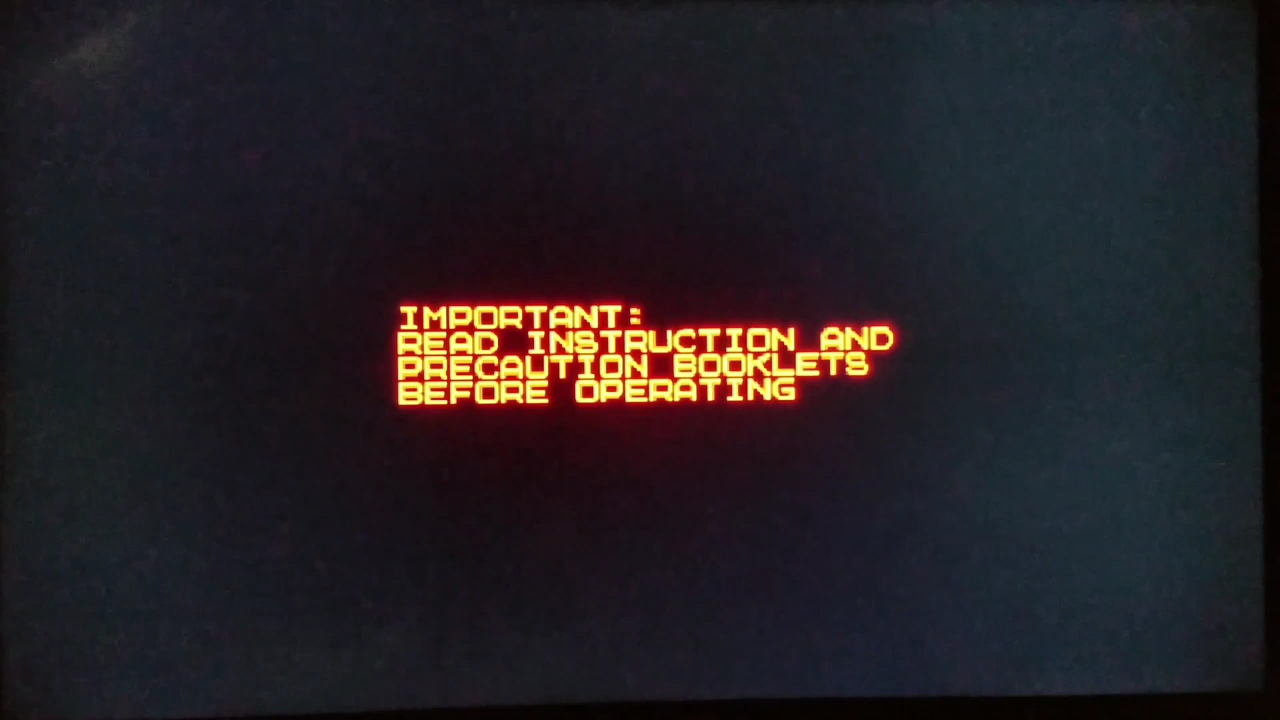 IMPORTANT:
READ INSTRUCTION AND
PRECAUTION BOOKLETS
BEFORE OPERATING